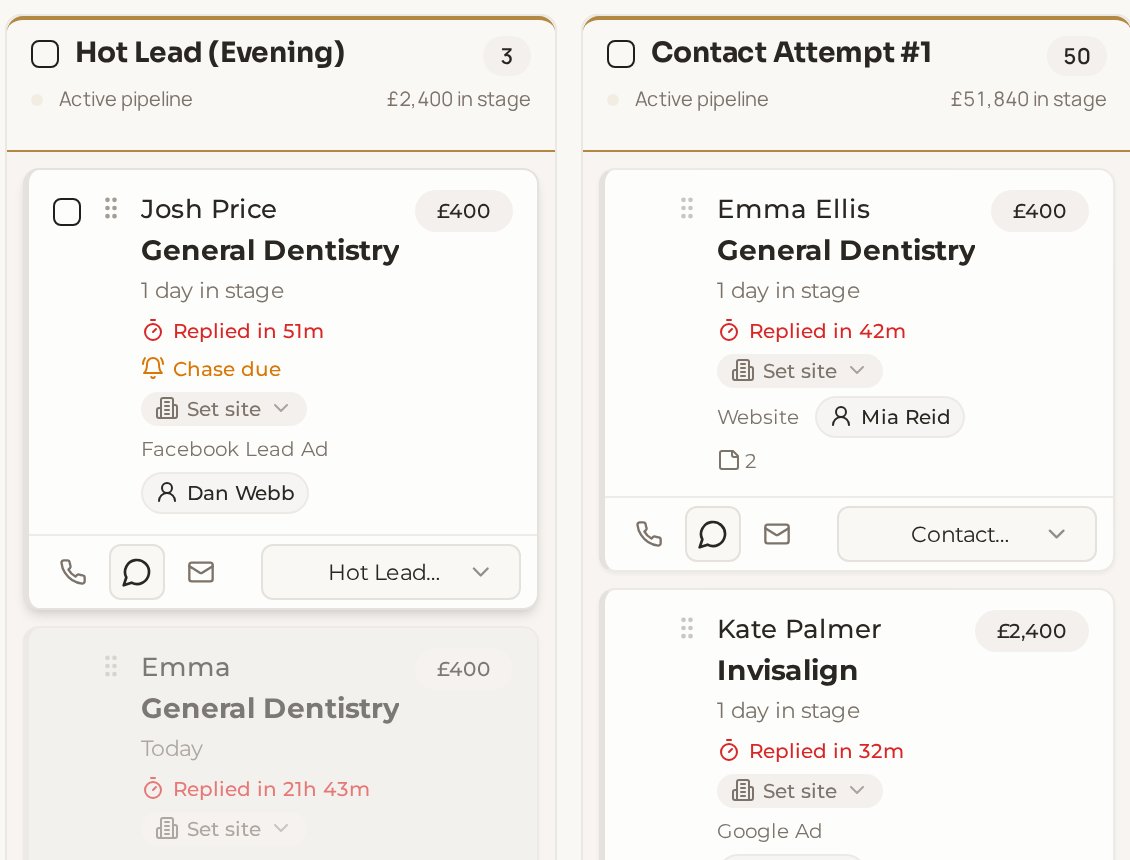 Hot Lead (Evening)
3
Active pipeline
£2,400 in stage
Josh Price
£400
General Dentistry
1 day in stage
Replied in 51m
Chase due
Set site
Facebook Lead Ad
Dan Webb
Hot Lead...
Emma
£400
General Dentistry
Today
Replied in 21h 43m
Set site
Contact Attempt #1
50
Active pipeline
£51,840 in stage
Emma Ellis
£400
General Dentistry
1 day in stage
Replied in 42m
Set site
Website
Mia Reid
2
Contact...
Kate Palmer
£2,400
Invisalign
1 day in stage
Replied in 32m
Set site
Google Ad